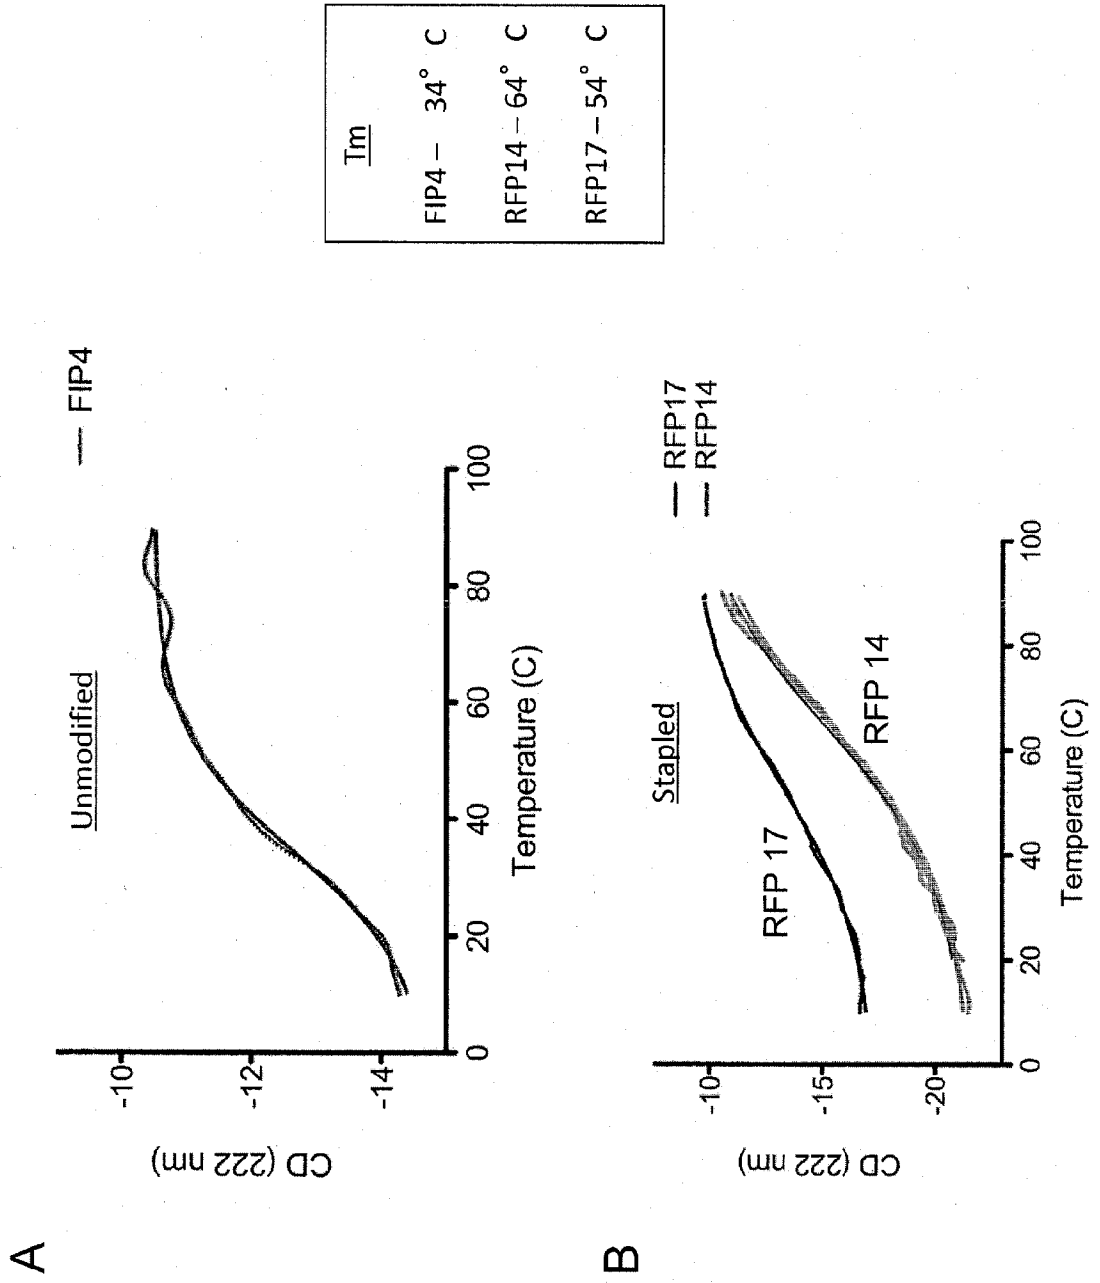 A
Unmodified
— FIP4
CD (222 nm)
-10
-12
-14
0 20 40 60 80 100
Temperature (C)
Tm
FIP4 – 34° C
RFP14 – 64° C
RFP17 – 54° C
B
Stapled
— RFP17
— RFP14
CD (222 nm)
-10
-15
-20
RFP 17
RFP 14
0 20 40 60 80 100
Temperature (C)